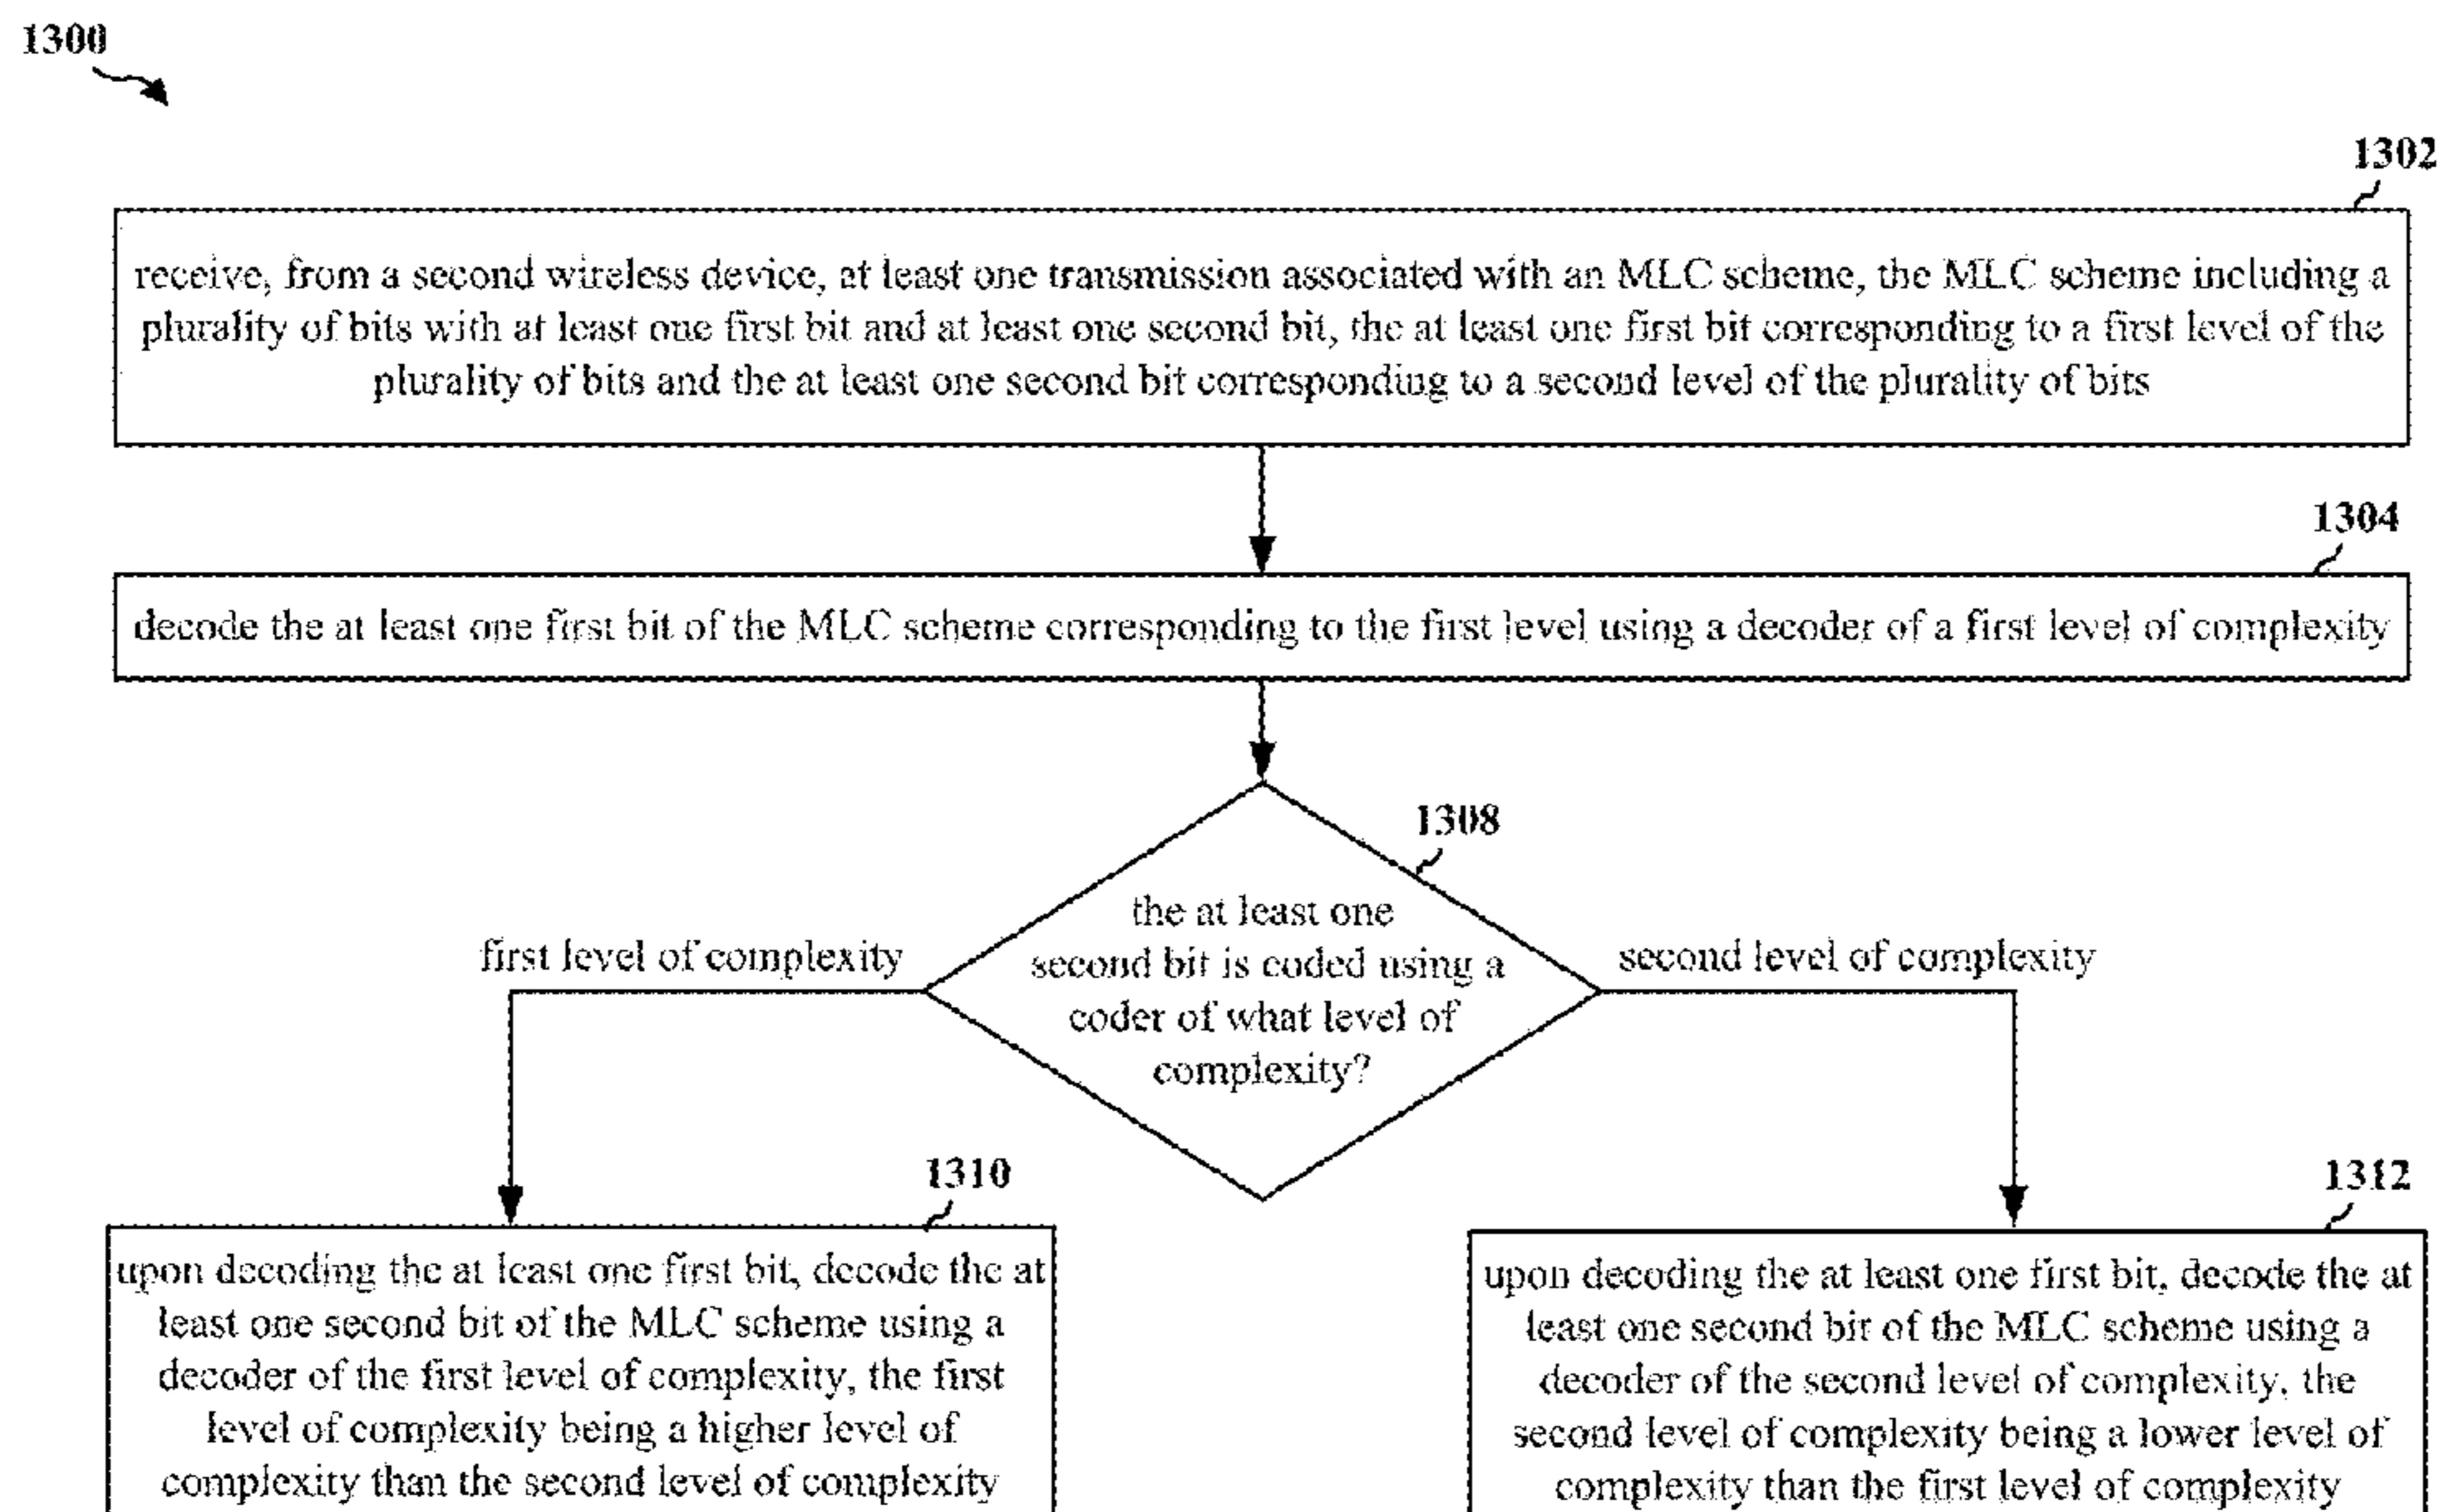 1300
1302
receive, from a second wireless device, at least one transmission associated with an MLC scheme, the MLC scheme including a
plurality of bits with at least one first bit and at least one second bit, the at least one first bit corresponding to a first level of the
plurality of bits and the at least one second bit corresponding to a second level of the plurality of bits
1304
decode the at least one first bit of the MLC scheme corresponding to the first level using a decoder of a first level of complexity
1308
the at least one
second bit is coded using a
coder of what level of
complexity?
first level of complexity
second level of complexity
1310
upon decoding the at least one first bit, decode the at
least one second bit of the MLC scheme using a
decoder of the first level of complexity, the first
level of complexity being a higher level of
complexity than the second level of complexity
1312
upon decoding the at least one first bit, decode the at
least one second bit of the MLC scheme using a
decoder of the second level of complexity, the
second level of complexity being a lower level of
complexity than the first level of complexity